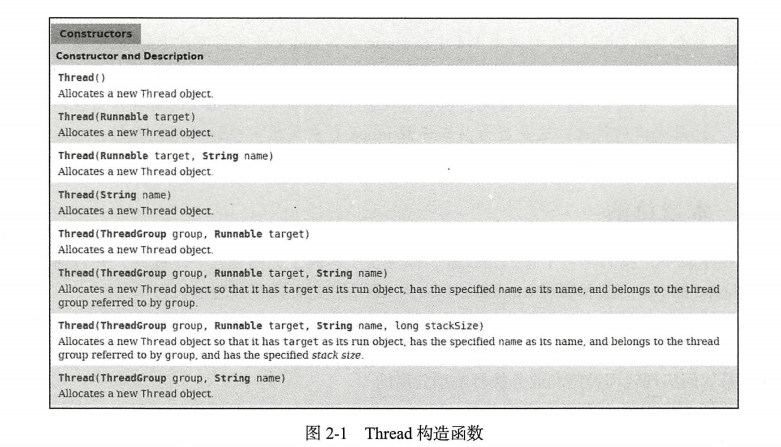 Constructors
Constructor and Description
Thread()
Allocates a new Thread object.
Thread(Runnable target)
Allocates a new Thread object.
Thread(Runnable target, String name)
Allocates a new Thread object.
Thread(String name)
Allocates a new Thread object.
Thread(ThreadGroup group, Runnable target)
Allocates a new Thread object.
Thread(ThreadGroup group, Runnable target, String name)
Allocates a new Thread object so that it has target as its run object, has the specified name as its name, and belongs to the thread
group referred to by group.
Thread(ThreadGroup group, Runnable target, String name, long stackSize)
Allocates a new Thread object so that it has target as its run object, has the specified name as its name, and belongs to the thread
group referred to by group, and has the specified stack size.
Thread(ThreadGroup group, String name)
Allocates a new Thread object.
图 2-1 Thread 构造函数